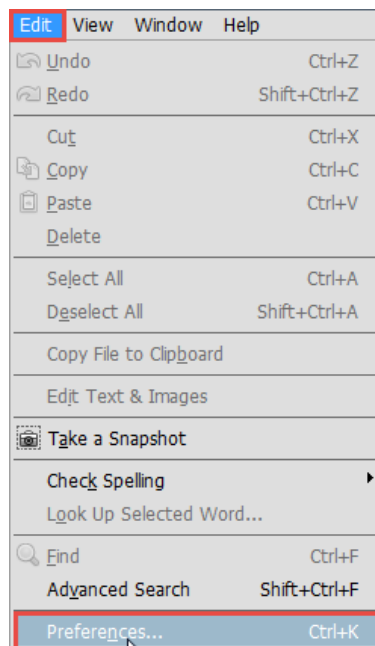 Edit View Window Help
Undo Ctrl+Z
Redo Shift+Ctrl+Z
Cut Ctrl+X
Copy Ctrl+C
Paste Ctrl+V
Delete
Select All Ctrl+A
Deselect All Shift+Ctrl+A
Copy File to Clipboard
Edit Text & Images
Take a Snapshot
Check Spelling
Look Up Selected Word...
Find Ctrl+F
Advanced Search Shift+Ctrl+F
Preferences... Ctrl+K